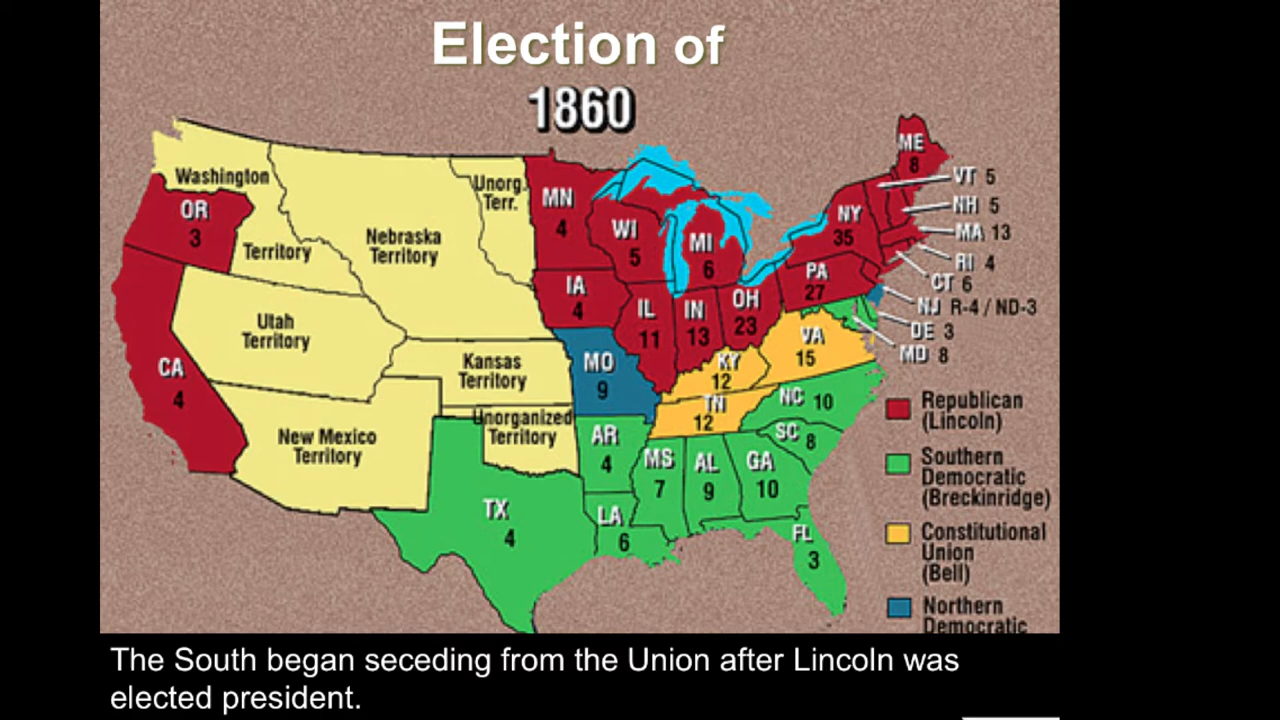 Election of
1860
Washington
Territory
OR
3
CA
4
Nebraska
Territory
Unorg.
Terr.
Utah
Territory
Kansas
Territory
New Mexico
Territory
Unorganized
Territory
MN
4
WI
5
MI
6
IA
4
IL
11
IN
13
OH
23
PA
27
NY
35
ME
8
VT 5
NH 5
MA 13
RI 4
CT 6
NJ R-4 / ND-3
DE 3
MD 8
MO
9
KY
12
VA
15
TN
12
NC 10
SC 8
AR
4
MS
7
AL
9
GA
10
TX
4
LA
6
FL
3
Republican
(Lincoln)
Southern
Democratic
(Breckinridge)
Constitutional
Union
(Bell)
Northern
Democratic
The South began seceding from the Union after Lincoln was
elected president.